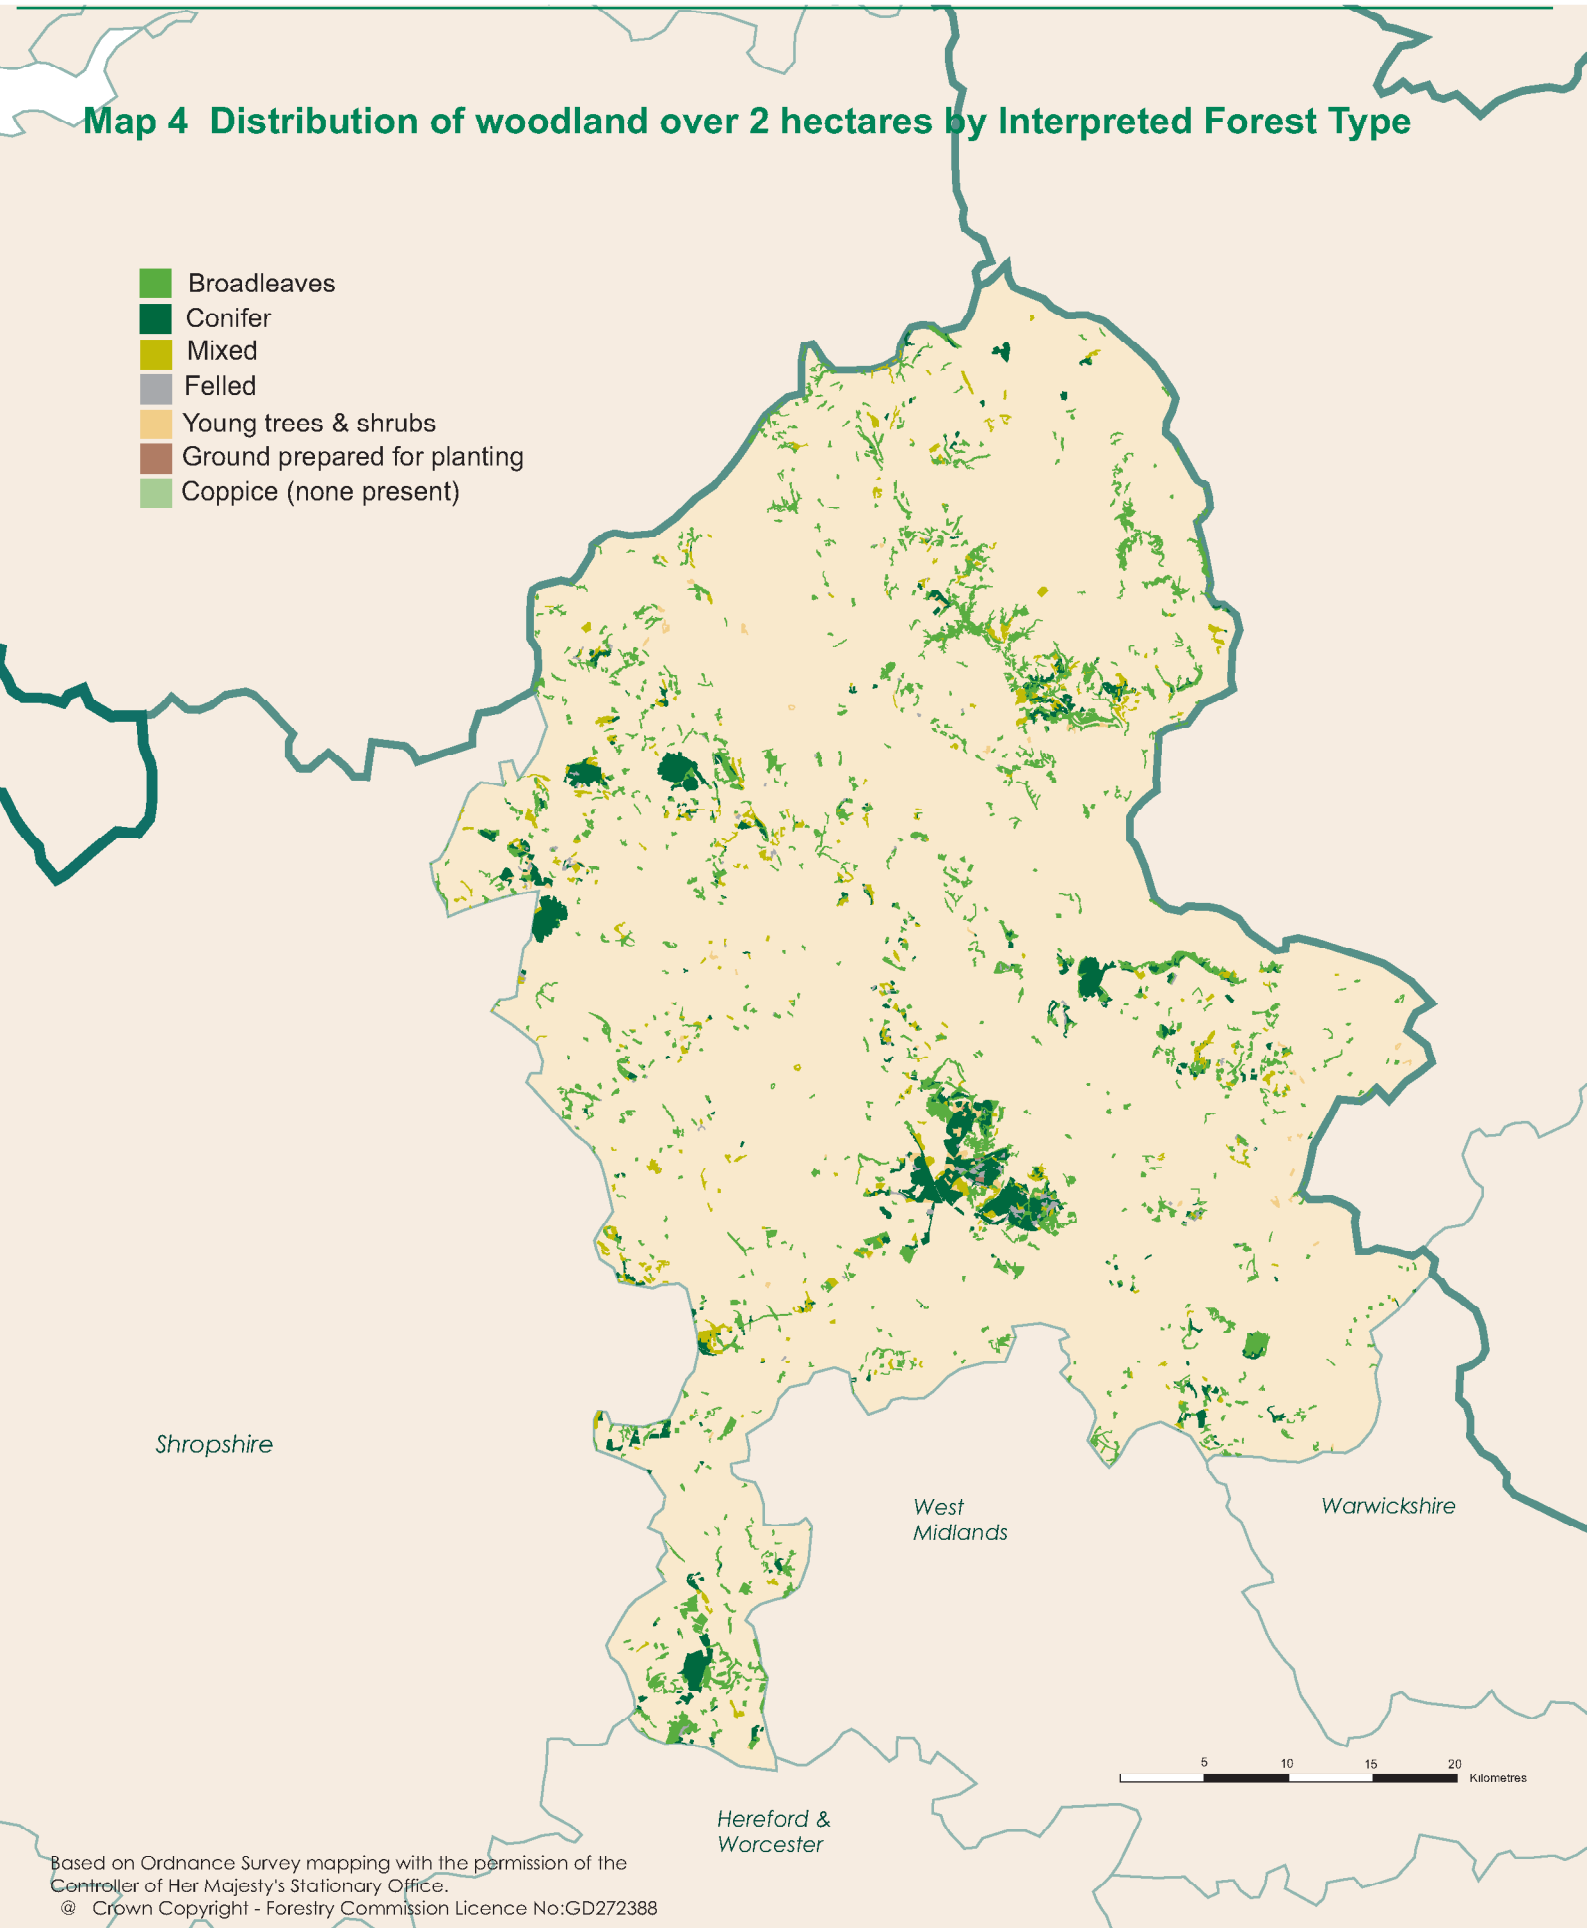 Map 4 Distribution of woodland over 2 hectares by Interpreted Forest Type
Broadleaves
Conifer
Mixed
Felled
Young trees & shrubs
Ground prepared for planting
Coppice (none present)
Shropshire
West
Midlands
Warwickshire
5 10 15 20
Kilometres
Hereford &
Worcester
Based on Ordnance Survey mapping with the permission of the
Controller of Her Majesty's Stationary Office.
@ Crown Copyright - Forestry Commission Licence No:GD272388